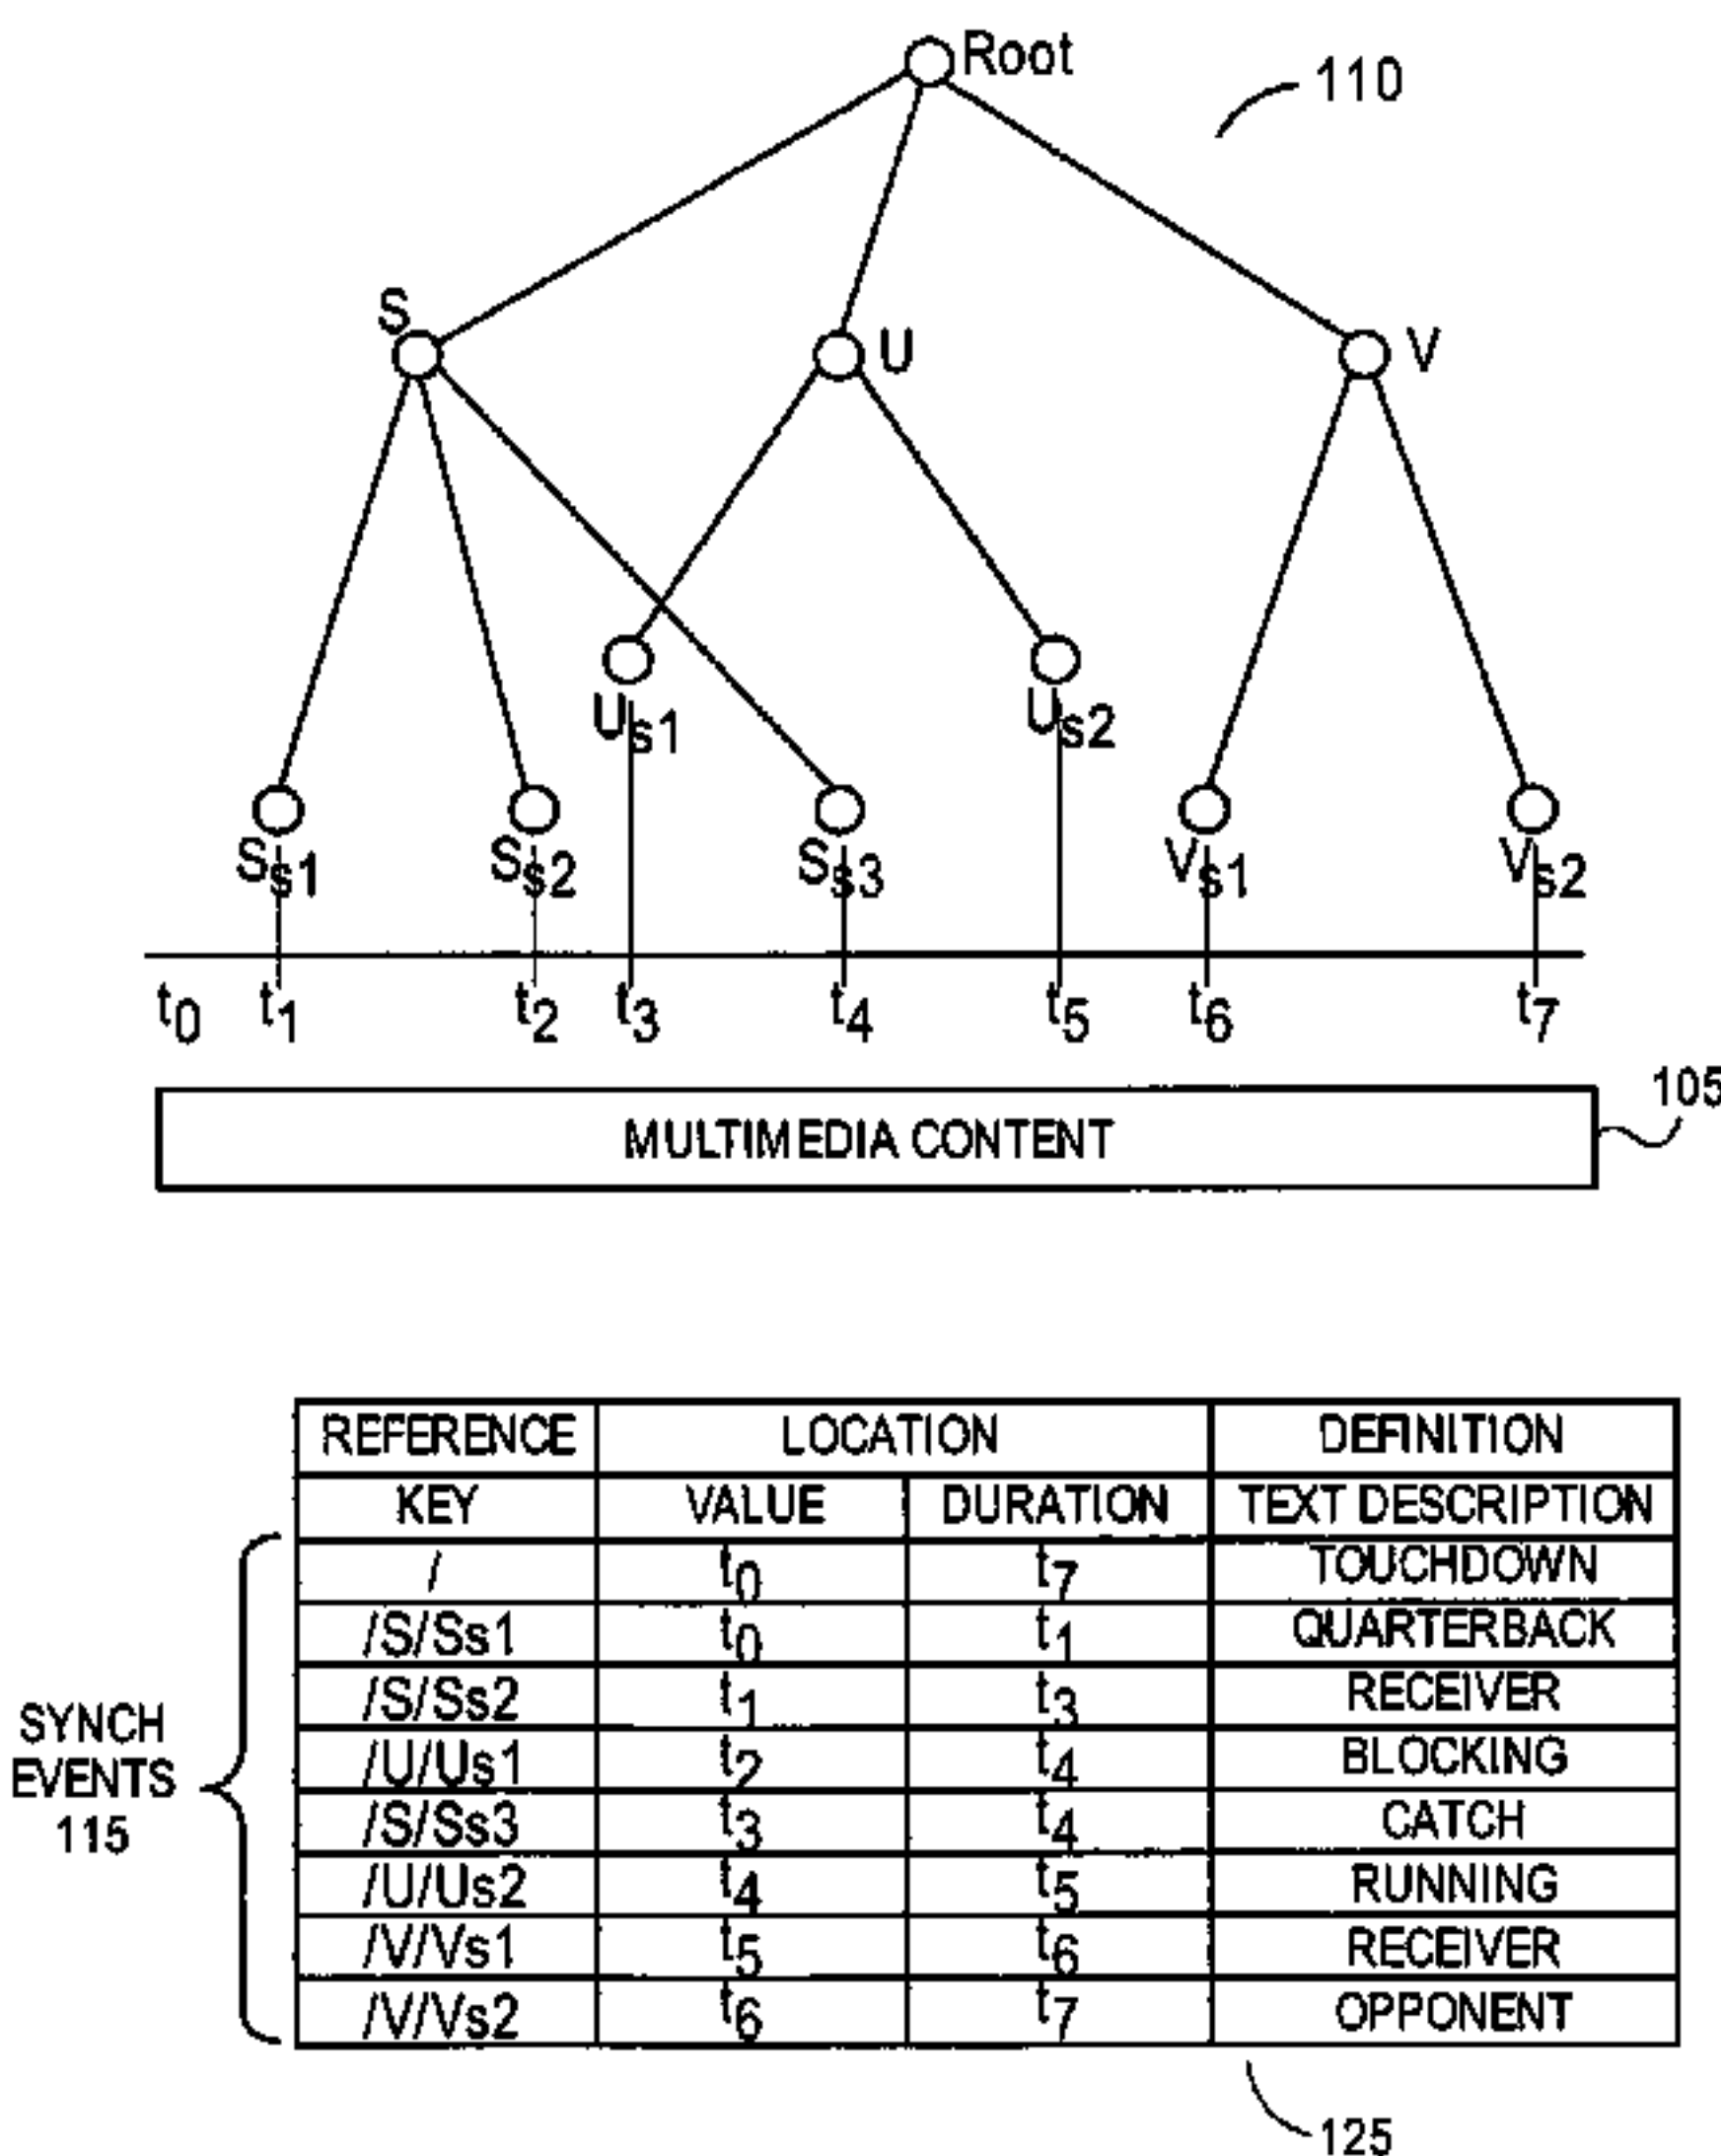 Root
110
S
U
V
Us1
Us2
Ss1
Ss2
Ss3
Vs1
Vs2
t0 t1 t2 t3 t4 t5 t6 t7
105
MULTIMEDIA CONTENT
REFERENCE LOCATION DEFINITION
KEY VALUE DURATION TEXT DESCRIPTION
/ t0 t7 TOUCHDOWN
/S/Ss1 t0 t1 QUARTERBACK
/S/Ss2 t1 t3 RECEIVER
/U/Us1 t2 t4 BLOCKING
/S/Ss3 t3 t4 CATCH
/U/Us2 t4 t5 RUNNING
/V/Vs1 t5 t6 RECEIVER
/V/Vs2 t6 t7 OPPONENT
SYNCH
EVENTS
115
125